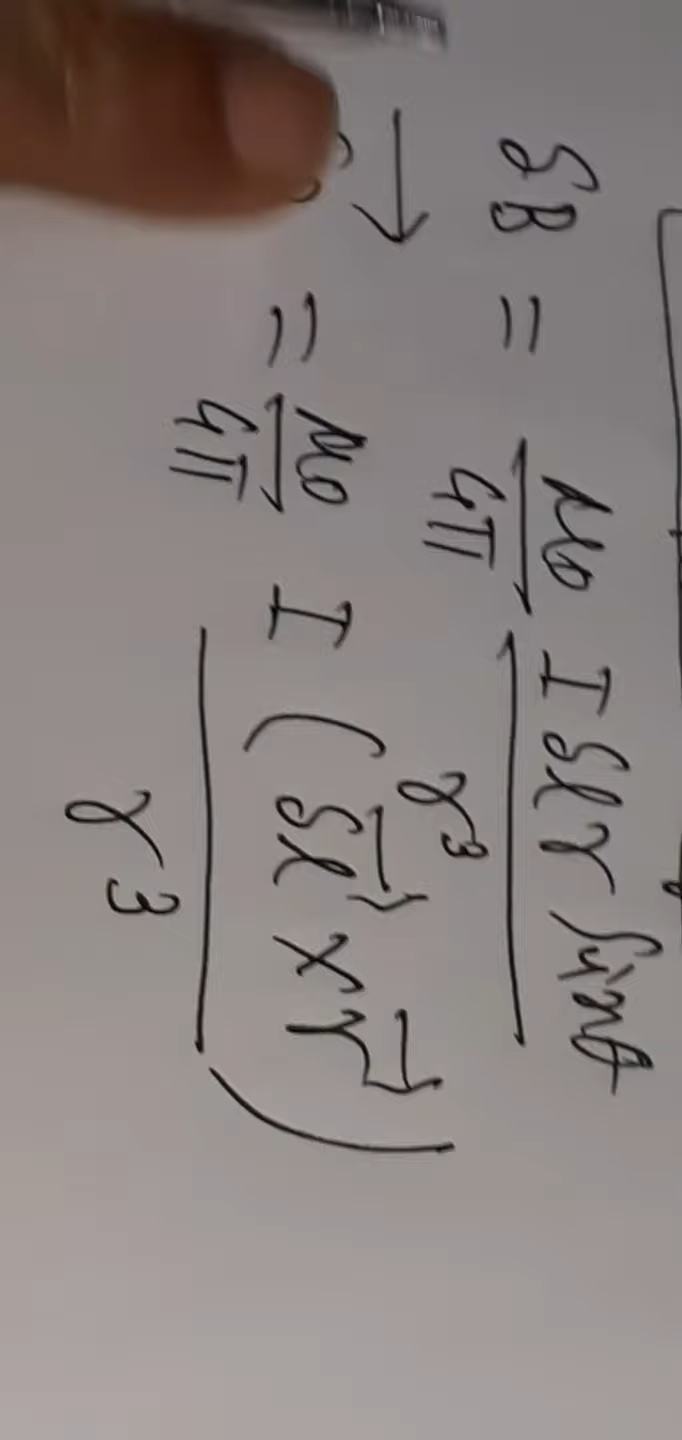 δB = μ₀/4π I δl r sinθ / r³
→ = μ₀/4π I (δl⃗ × r⃗) / r³